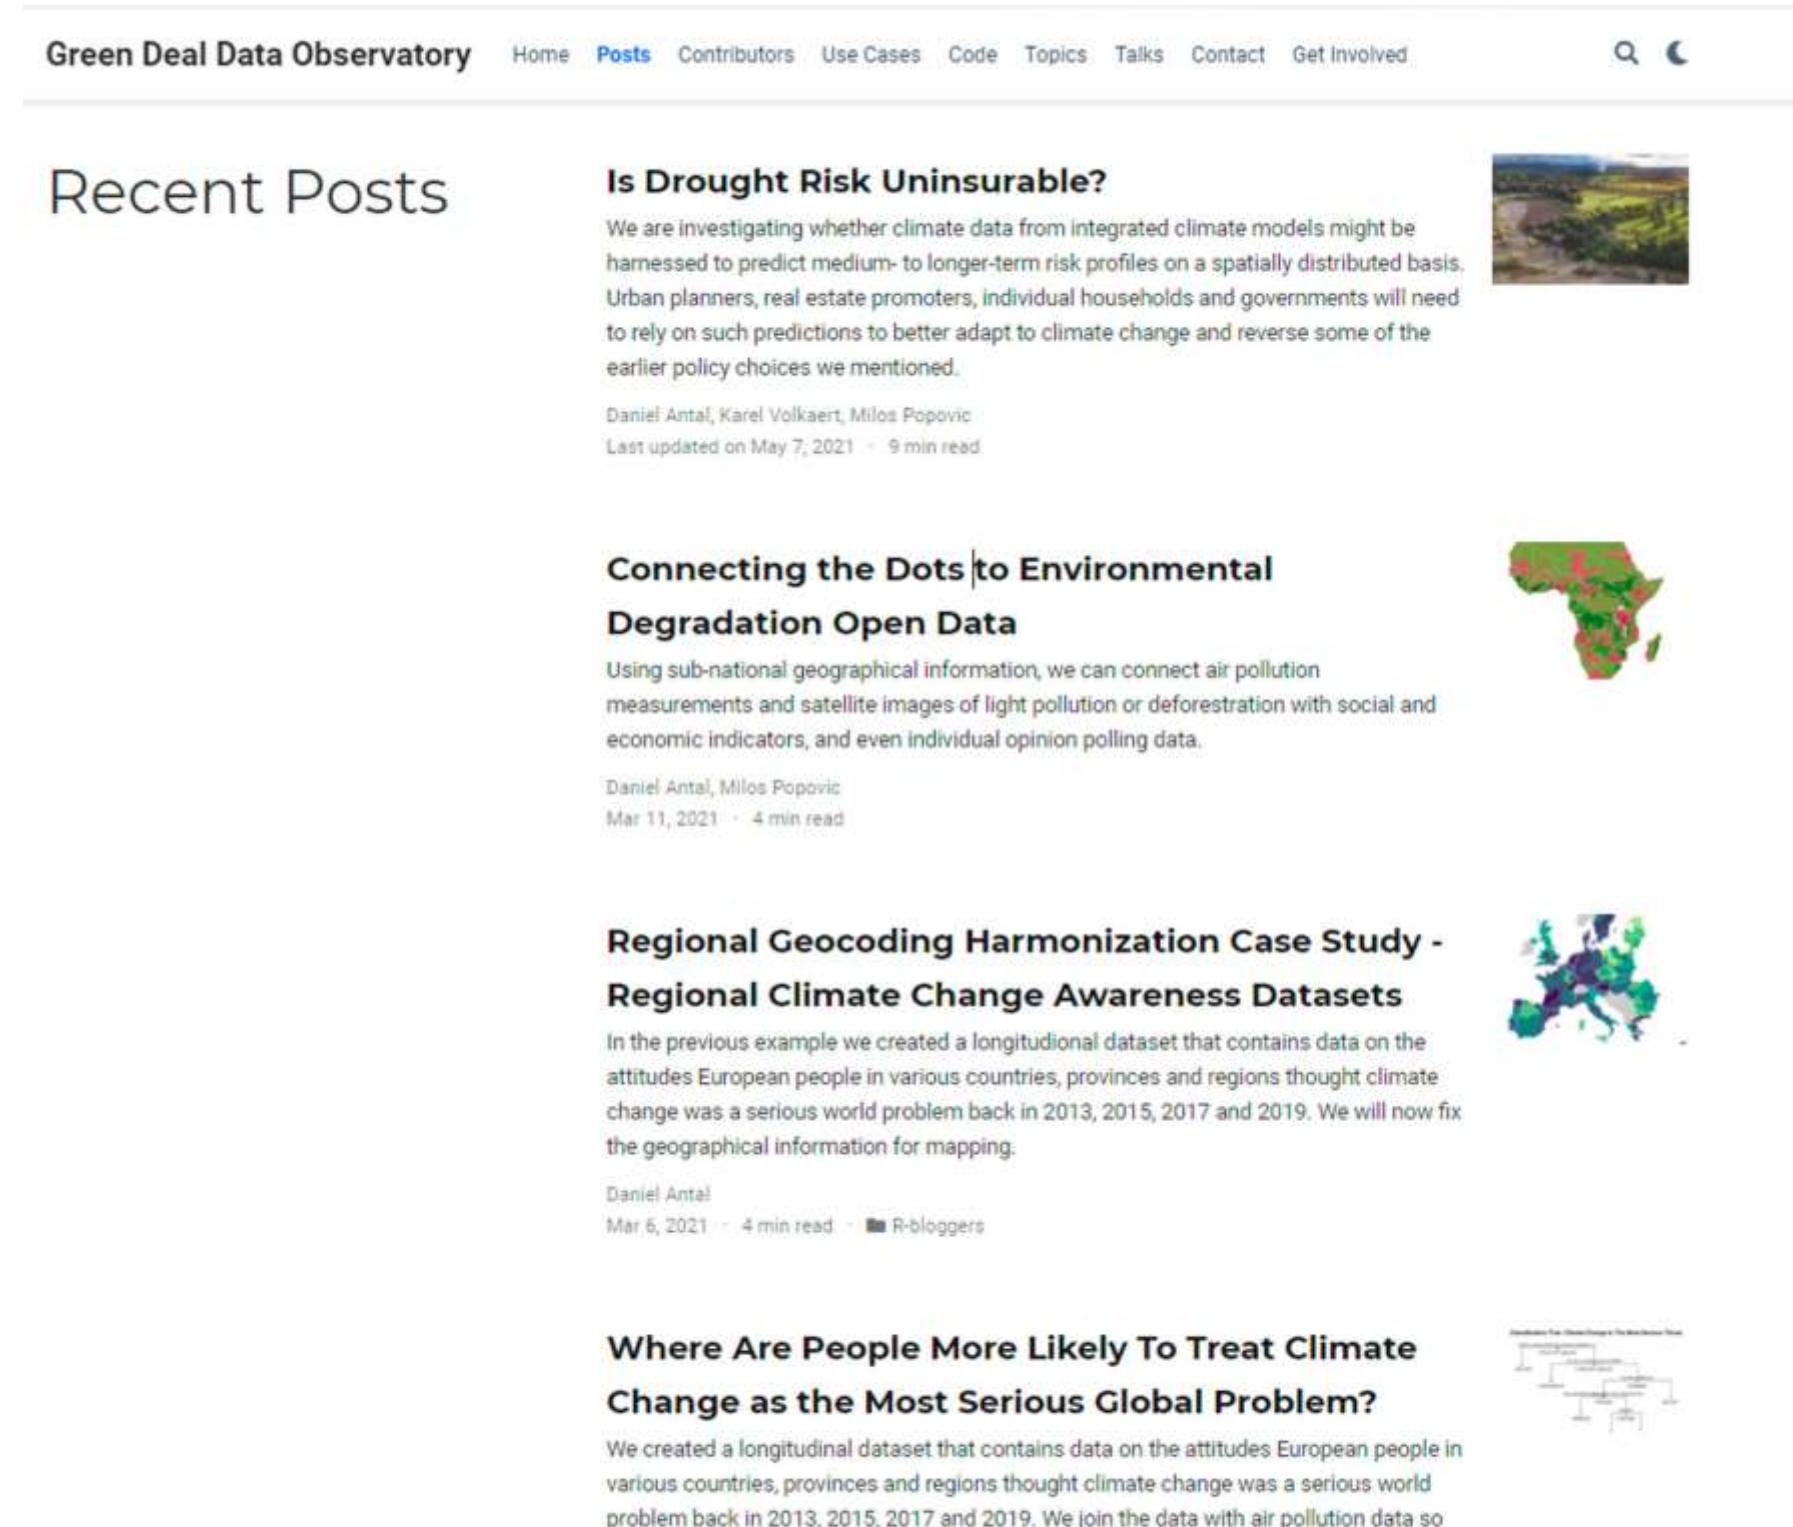 Green Deal Data Observatory Home Posts Contributors Use Cases Code Topics Talks Contact Get Involved
Recent Posts
Is Drought Risk Uninsurable?
We are investigating whether climate data from integrated climate models might be
harnessed to predict medium- to longer-term risk profiles on a spatially distributed basis.
Urban planners, real estate promoters, individual households and governments will need
to rely on such predictions to better adapt to climate change and reverse some of the
earlier policy choices we mentioned.
Daniel Antal, Karel Volkaert, Milos Popovic
Last updated on May 7, 2021 · 9 min read
Connecting the Dots to Environmental
Degradation Open Data
Using sub-national geographical information, we can connect air pollution
measurements and satellite images of light pollution or deforestration with social and
economic indicators, and even individual opinion polling data.
Daniel Antal, Milos Popovic
Mar 11, 2021 · 4 min read
Regional Geocoding Harmonization Case Study -
Regional Climate Change Awareness Datasets
In the previous example we created a longitudional dataset that contains data on the
attitudes European people in various countries, provinces and regions thought climate
change was a serious world problem back in 2013, 2015, 2017 and 2019. We will now fix
the geographical information for mapping.
Daniel Antal
Mar 6, 2021 · 4 min read · R-bloggers
Where Are People More Likely To Treat Climate
Change as the Most Serious Global Problem?
We created a longitudinal dataset that contains data on the attitudes European people in
various countries, provinces and regions thought climate change was a serious world
problem back in 2013, 2015, 2017 and 2019. We join the data with air pollution data so